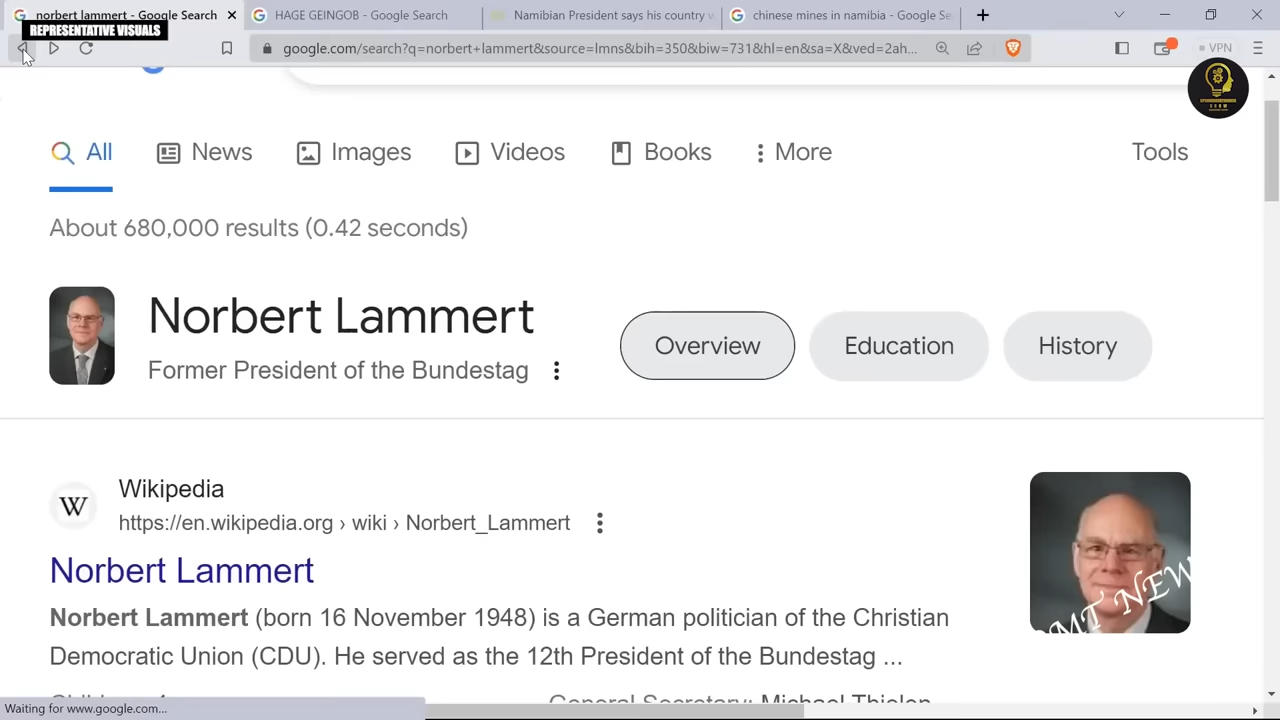 norbert lammert - Google Search
HAGE GEINGOB - Google Search
Namibian President says his country w
chinese mines in namibia - Google Se
REPRESENTATIVE VISUALS
google.com/search?q=norbert+lammert&source=lmns&bih=350&biw=731&hl=en&sa=X&ved=2ah...
VPN
All
News
Images
Videos
Books
More
Tools
About 680,000 results (0.42 seconds)
Norbert Lammert
Former President of the Bundestag
Overview
Education
History
Wikipedia
https://en.wikipedia.org › wiki › Norbert_Lammert
Norbert Lammert
Norbert Lammert (born 16 November 1948) is a German politician of the Christian
Democratic Union (CDU). He served as the 12th President of the Bundestag ...
General Secretary: Michael Thielen
Waiting for www.google.com...